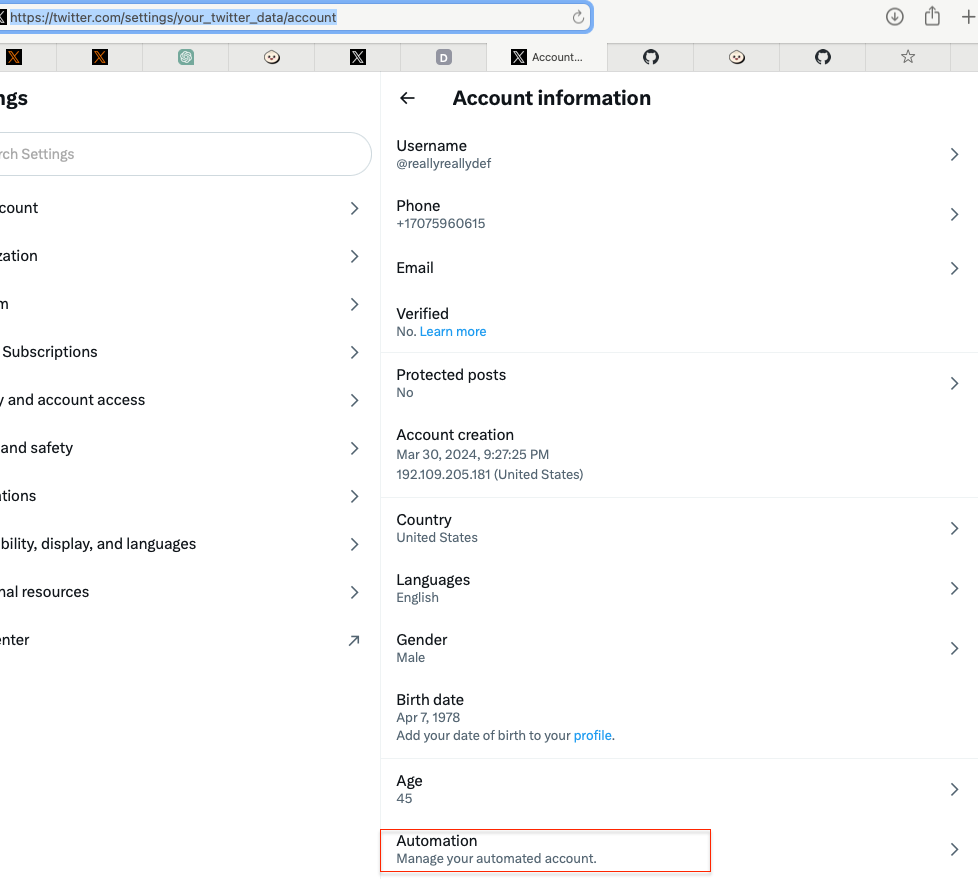 https://twitter.com/settings/your_twitter_data/account
D
Account...
ngs
rch Settings
count
zation
m
Subscriptions
y and account access
and safety
ations
bility, display, and languages
nal resources
enter
Account information
Username
@reallyreallydef
Phone
+17075960615
Email
Verified
No. Learn more
Protected posts
No
Account creation
Mar 30, 2024, 9:27:25 PM
192.109.205.181 (United States)
Country
United States
Languages
English
Gender
Male
Birth date
Apr 7, 1978
Add your date of birth to your profile.
Age
45
Automation
Manage your automated account.